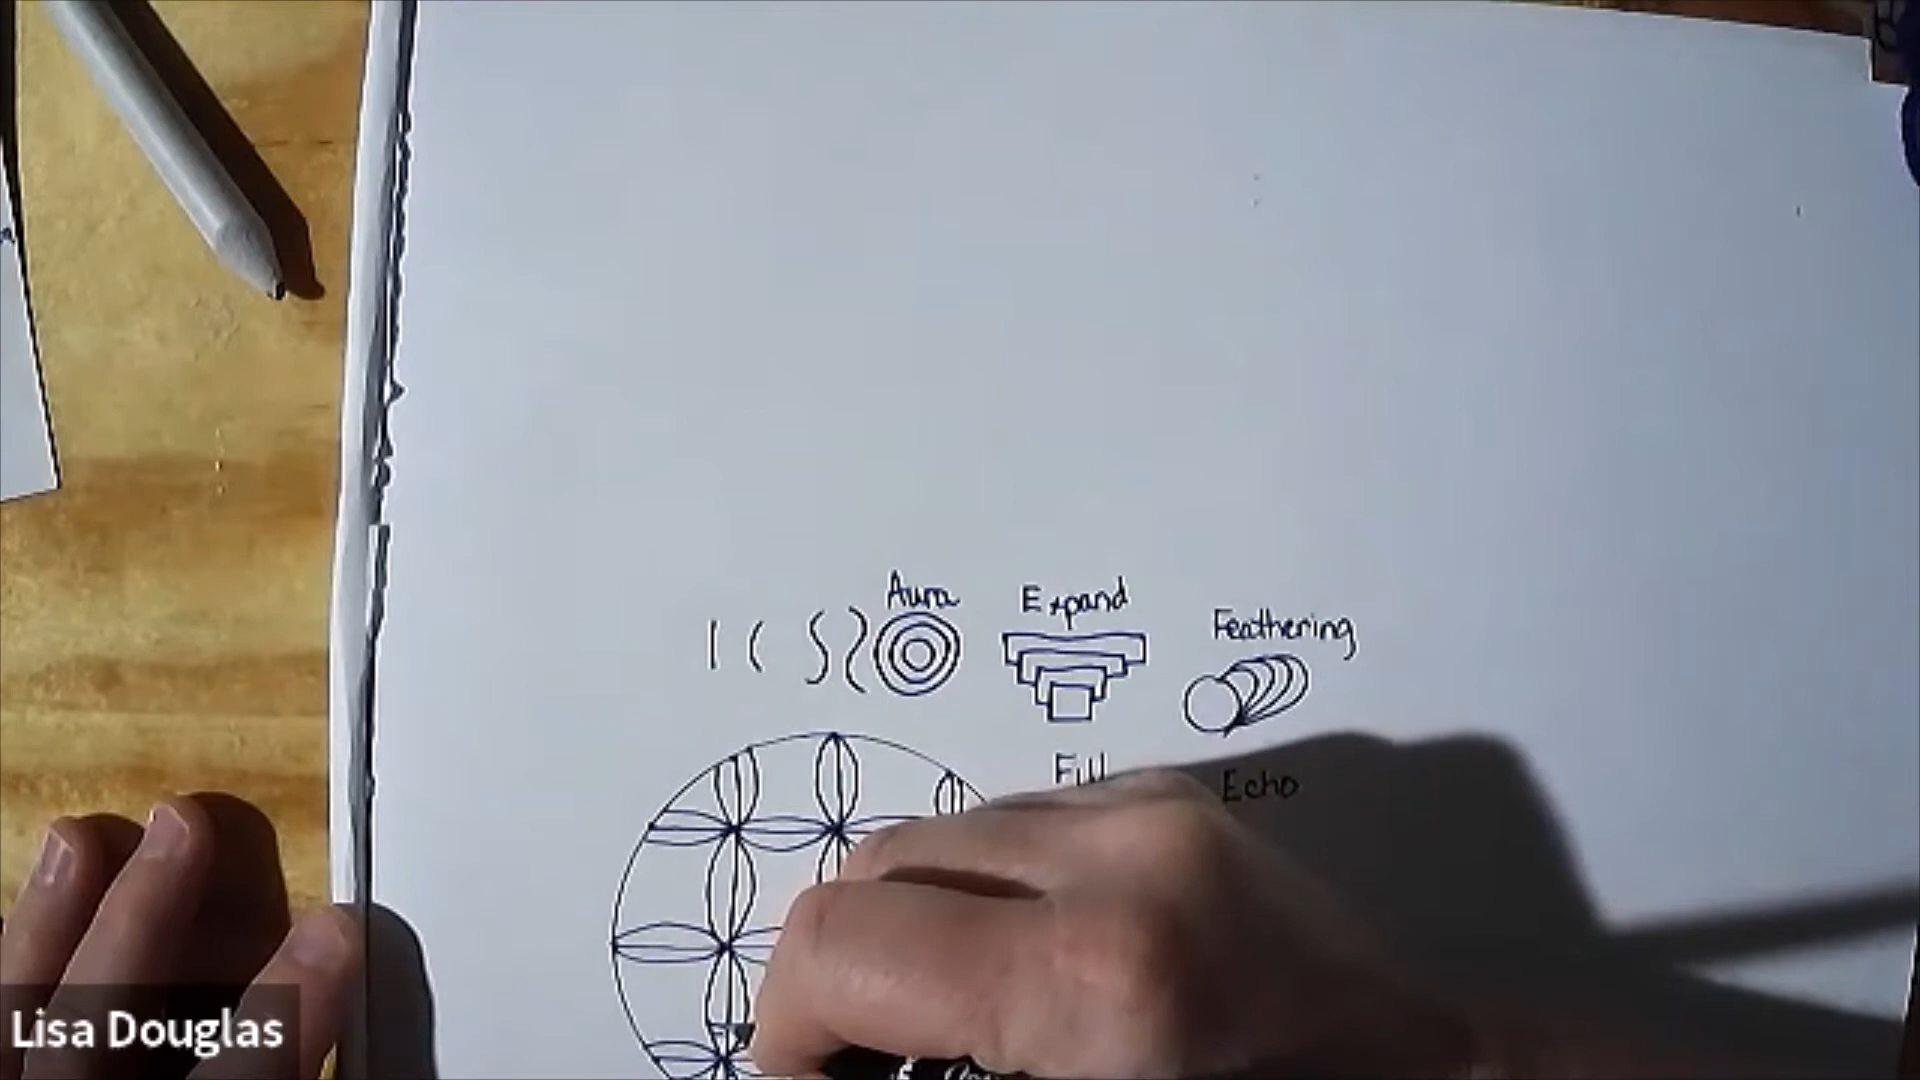 Aura
Expand
Feathering
Fill
Echo
Lisa Douglas